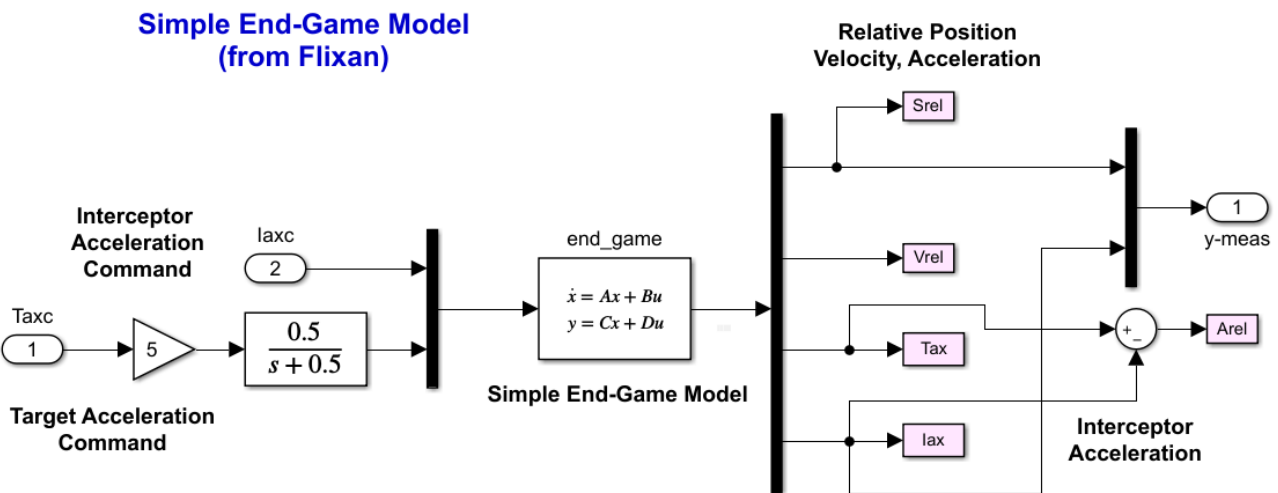 Simple End-Game Model
(from Flixan)
Relative Position
Velocity, Acceleration
Srel
Interceptor
Acceleration
Command
Iaxc
2
end_game
ẋ = Ax + Bu
y = Cx + Du
Vrel
1
y-meas
Taxc
1
5
0.5
s + 0.5
Tax
+
−
Arel
Simple End-Game Model
Target Acceleration
Command
Iax
Interceptor
Acceleration